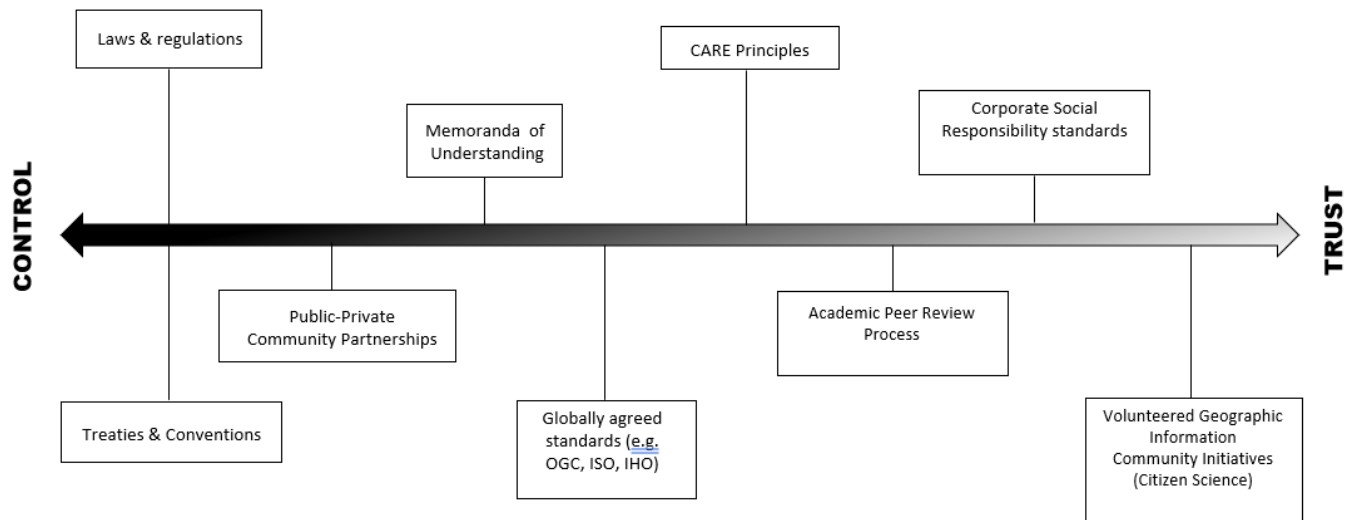 Laws & regulations
CARE Principles
Corporate Social
Responsibility standards
Memoranda of
Understanding
CONTROL
TRUST
Public-Private
Community Partnerships
Academic Peer Review
Process
Treaties & Conventions
Globally agreed
standards (e.g.
OGC, ISO, IHO)
Volunteered Geographic
Information
Community Initiatives
(Citizen Science)